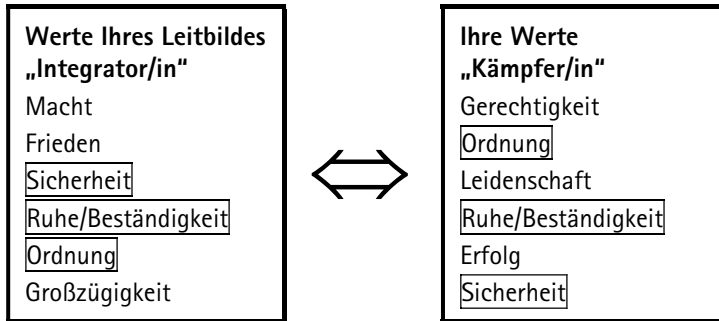 Werte Ihres Leitbildes
„Integrator/in“
Macht
Frieden
Sicherheit
Ruhe/Beständigkeit
Ordnung
Großzügigkeit
Ihre Werte
„Kämpfer/in“
Gerechtigkeit
Ordnung
Leidenschaft
Ruhe/Beständigkeit
Erfolg
Sicherheit